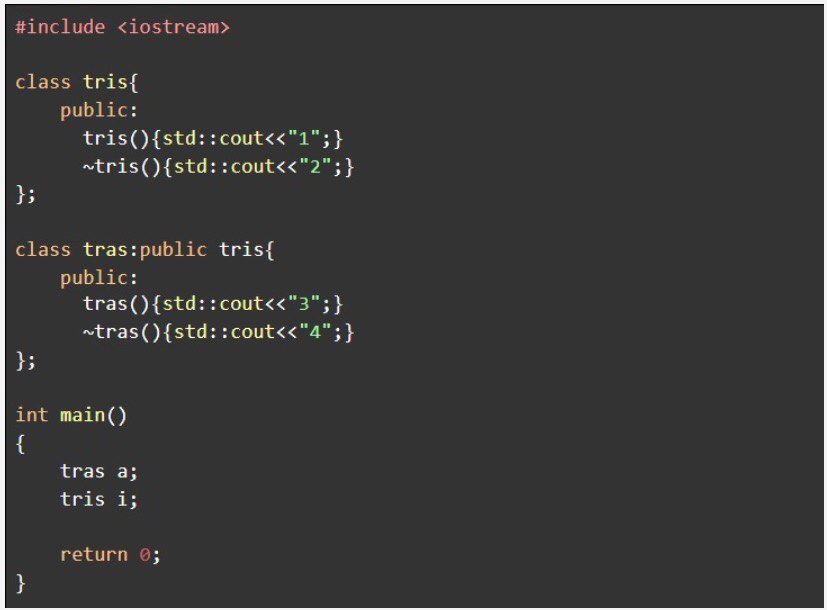 #include <iostream>

class tris{
    public:
      tris(){std::cout<<"1";}
      ~tris(){std::cout<<"2";}
};

class tras:public tris{
    public:
      tras(){std::cout<<"3";}
      ~tras(){std::cout<<"4";}
};

int main()
{
    tras a;
    tris i;

    return 0;
}